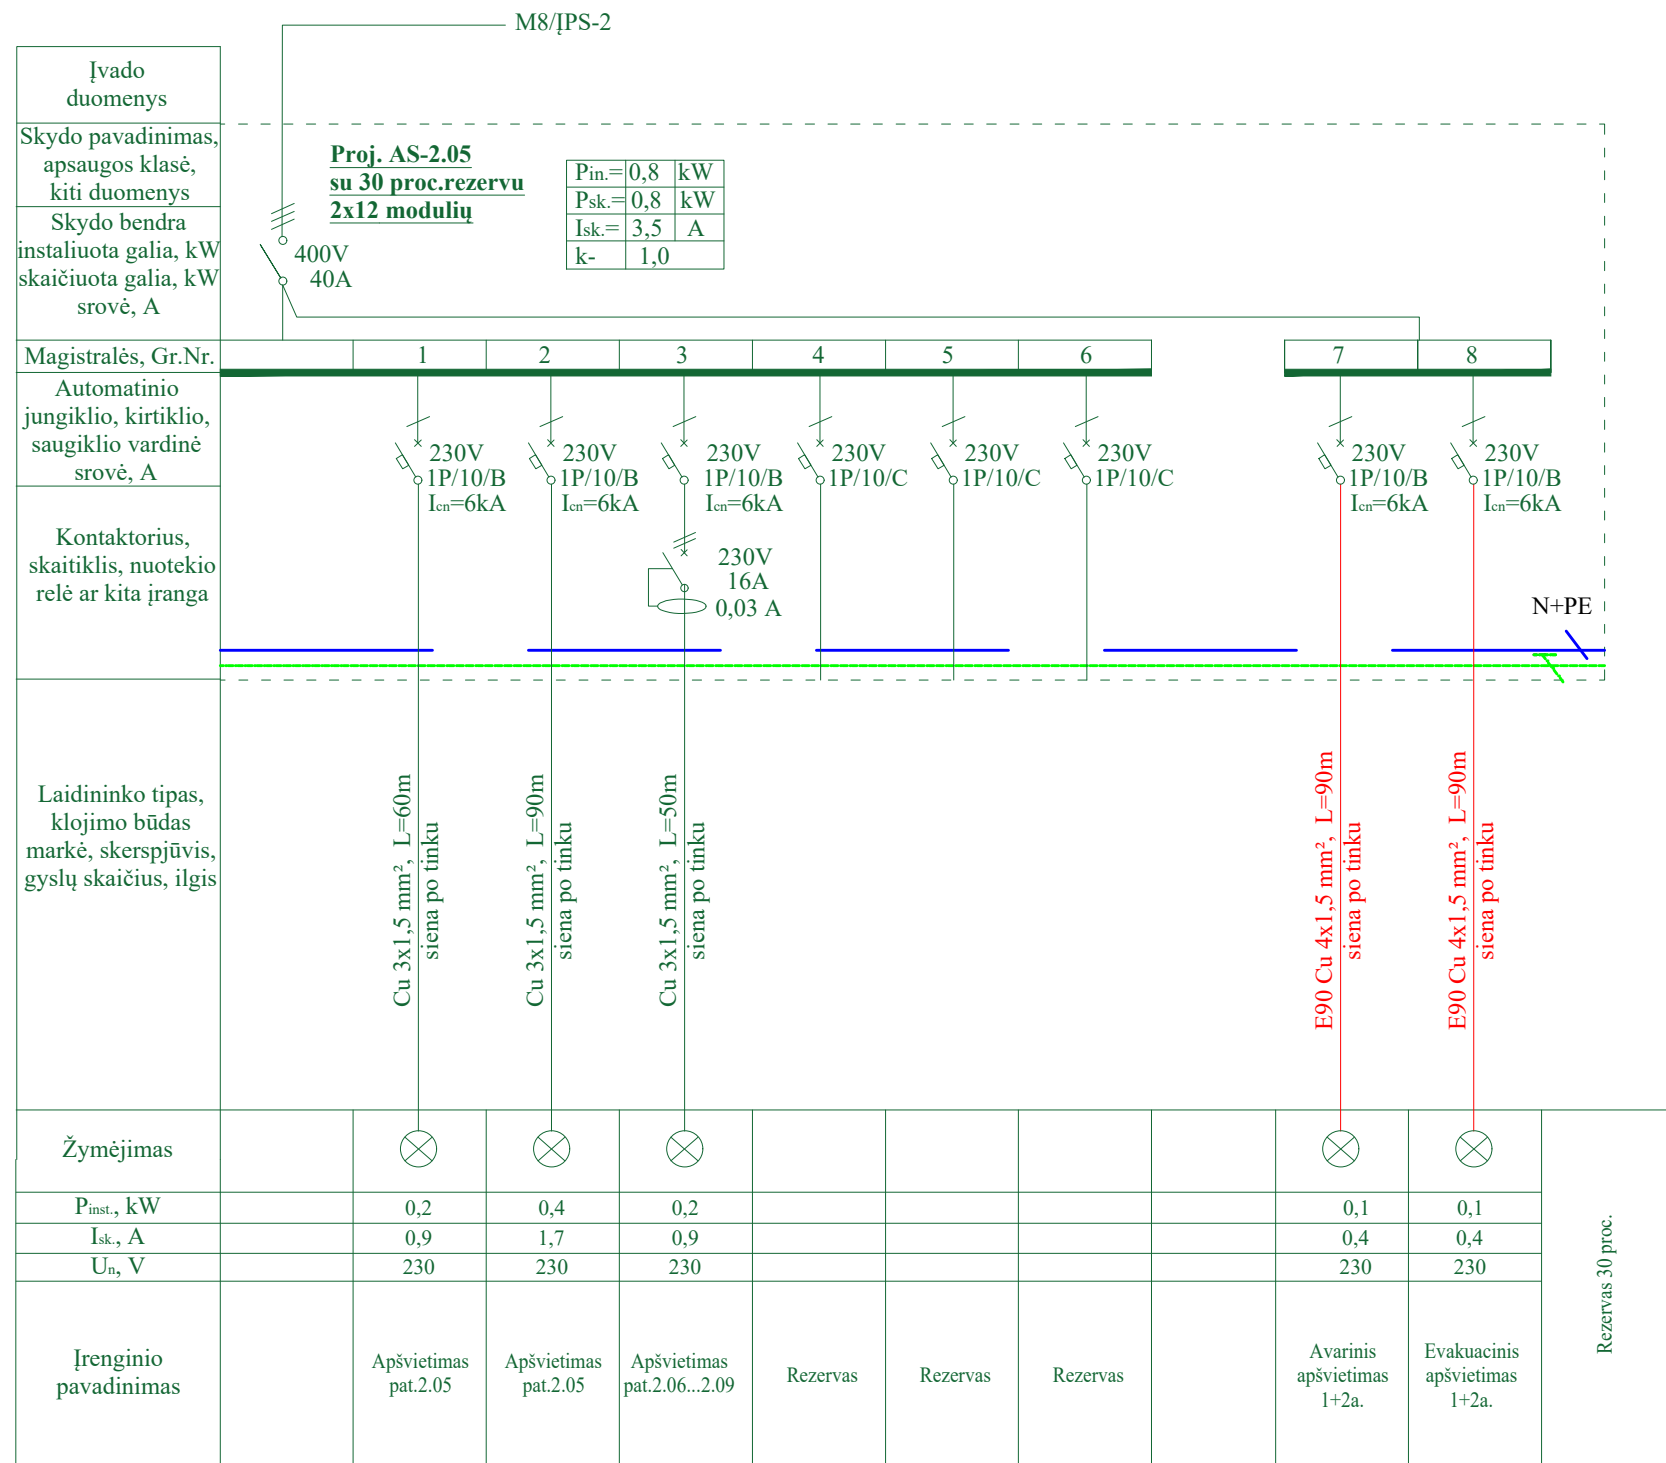 M8/ĮPS-2
Įvado
duomenys
Skydo pavadinimas,
apsaugos klasė,
kiti duomenys
Proj. AS-2.05
su 30 proc.rezervu
2x12 modulių
Pin.= 0,8 kW
Psk.= 0,8 kW
Isk.= 3,5 A
k- 1,0
Skydo bendra
instaliuota galia, kW
skaičiuota galia, kW
srovė, A
400V
40A
Magistralės, Gr.Nr. 1 2 3 4 5 6 7 8
Automatinio
jungiklio, kirtiklio,
saugiklio vardinė
srovė, A
230V 230V 230V 230V 230V 230V 230V 230V
1P/10/B 1P/10/B 1P/10/B 1P/10/C 1P/10/C 1P/10/C 1P/10/B 1P/10/B
Icn=6kA Icn=6kA Icn=6kA Icn=6kA Icn=6kA
Kontaktorius,
skaitiklis, nuotekio
relė ar kita įranga
230V
16A
0,03 A
N+PE
Laidininko tipas,
klojimo būdas
markė, skerspjūvis,
gyslų skaičius, ilgis
Cu 3x1,5 mm², L=60m
siena po tinku
Cu 3x1,5 mm², L=90m
siena po tinku
Cu 3x1,5 mm², L=50m
siena po tinku
E90 Cu 4x1,5 mm², L=90m
siena po tinku
E90 Cu 4x1,5 mm², L=90m
siena po tinku
Žymėjimas
Pinst., kW 0,2 0,4 0,2 0,1 0,1
Isk., A 0,9 1,7 0,9 0,4 0,4
Un, V 230 230 230 230 230
Įrenginio
pavadinimas
Apšvietimas
pat.2.05
Apšvietimas
pat.2.05
Apšvietimas
pat.2.06...2.09
Rezervas
Rezervas
Rezervas
Avarinis
apšvietimas
1+2a.
Evakuacinis
apšvietimas
1+2a.
Rezervas 30 proc.